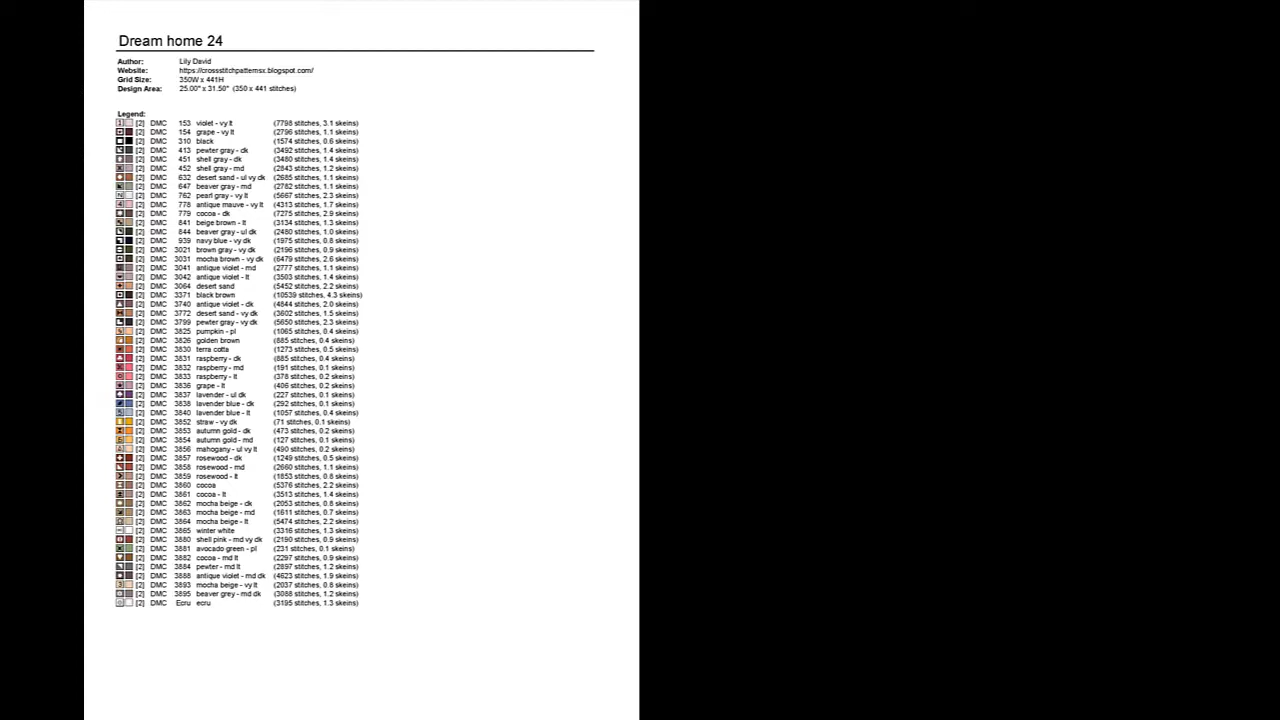 Dream home 24
Author: Lily David
Website: https://crossstitchpatternsx.blogspot.com/
Grid Size: 350W x 441H
Design Area: 25.00" x 31.50" (350 x 441 stitches)
Legend:
[2] DMC 153 violet - vy lt (7798 stitches, 3.1 skeins)
[2] DMC 154 grape - vy lt (2796 stitches, 1.1 skeins)
[2] DMC 310 black (1574 stitches, 0.6 skeins)
[2] DMC 413 pewter gray - dk (3492 stitches, 1.4 skeins)
[2] DMC 451 shell gray - dk (3480 stitches, 1.4 skeins)
[2] DMC 452 shell gray - md (2843 stitches, 1.2 skeins)
[2] DMC 632 desert sand - ul vy dk (2685 stitches, 1.1 skeins)
[2] DMC 647 beaver gray - md (2782 stitches, 1.1 skeins)
[2] DMC 762 pearl gray - vy lt (5667 stitches, 2.3 skeins)
[2] DMC 778 antique mauve - vy lt (4313 stitches, 1.7 skeins)
[2] DMC 779 cocoa - dk (7275 stitches, 2.9 skeins)
[2] DMC 841 beige brown - lt (3134 stitches, 1.3 skeins)
[2] DMC 844 beaver gray - ul dk (2480 stitches, 1.0 skeins)
[2] DMC 939 navy blue - vy dk (1975 stitches, 0.8 skeins)
[2] DMC 3021 brown gray - vy dk (2196 stitches, 0.9 skeins)
[2] DMC 3031 mocha brown - vy dk (6479 stitches, 2.6 skeins)
[2] DMC 3041 antique violet - md (2777 stitches, 1.1 skeins)
[2] DMC 3042 antique violet - lt (3503 stitches, 1.4 skeins)
[2] DMC 3064 desert sand (5452 stitches, 2.2 skeins)
[2] DMC 3371 black brown (10539 stitches, 4.3 skeins)
[2] DMC 3740 antique violet - dk (4844 stitches, 2.0 skeins)
[2] DMC 3772 desert sand - vy dk (3602 stitches, 1.5 skeins)
[2] DMC 3799 pewter gray - vy dk (5650 stitches, 2.3 skeins)
[2] DMC 3825 pumpkin - pl (1065 stitches, 0.4 skeins)
[2] DMC 3826 golden brown (885 stitches, 0.4 skeins)
[2] DMC 3830 terra cotta (1273 stitches, 0.5 skeins)
[2] DMC 3831 raspberry - dk (885 stitches, 0.4 skeins)
[2] DMC 3832 raspberry - md (191 stitches, 0.1 skeins)
[2] DMC 3833 raspberry - lt (378 stitches, 0.2 skeins)
[2] DMC 3836 grape - lt (406 stitches, 0.2 skeins)
[2] DMC 3837 lavender - ul dk (227 stitches, 0.1 skeins)
[2] DMC 3838 lavender blue - dk (292 stitches, 0.1 skeins)
[2] DMC 3840 lavender blue - lt (1057 stitches, 0.4 skeins)
[2] DMC 3852 straw - vy dk (71 stitches, 0.1 skeins)
[2] DMC 3853 autumn gold - dk (473 stitches, 0.2 skeins)
[2] DMC 3854 autumn gold - md (127 stitches, 0.1 skeins)
[2] DMC 3856 mahogany - ul vy lt (490 stitches, 0.2 skeins)
[2] DMC 3857 rosewood - dk (1249 stitches, 0.5 skeins)
[2] DMC 3858 rosewood - md (2660 stitches, 1.1 skeins)
[2] DMC 3859 rosewood - lt (1853 stitches, 0.8 skeins)
[2] DMC 3860 cocoa (5376 stitches, 2.2 skeins)
[2] DMC 3861 cocoa - lt (3513 stitches, 1.4 skeins)
[2] DMC 3862 mocha beige - dk (2053 stitches, 0.8 skeins)
[2] DMC 3863 mocha beige - md (1611 stitches, 0.7 skeins)
[2] DMC 3864 mocha beige - lt (5474 stitches, 2.2 skeins)
[2] DMC 3865 winter white (3316 stitches, 1.3 skeins)
[2] DMC 3880 shell pink - md vy dk (2190 stitches, 0.9 skeins)
[2] DMC 3881 avocado green - pl (231 stitches, 0.1 skeins)
[2] DMC 3882 cocoa - md lt (2297 stitches, 0.9 skeins)
[2] DMC 3884 pewter - md lt (2897 stitches, 1.2 skeins)
[2] DMC 3888 antique violet - md dk (4623 stitches, 1.9 skeins)
[2] DMC 3893 mocha beige - vy lt (2037 stitches, 0.8 skeins)
[2] DMC 3895 beaver grey - md dk (3088 stitches, 1.2 skeins)
[2] DMC Ecru ecru (3195 stitches, 1.3 skeins)